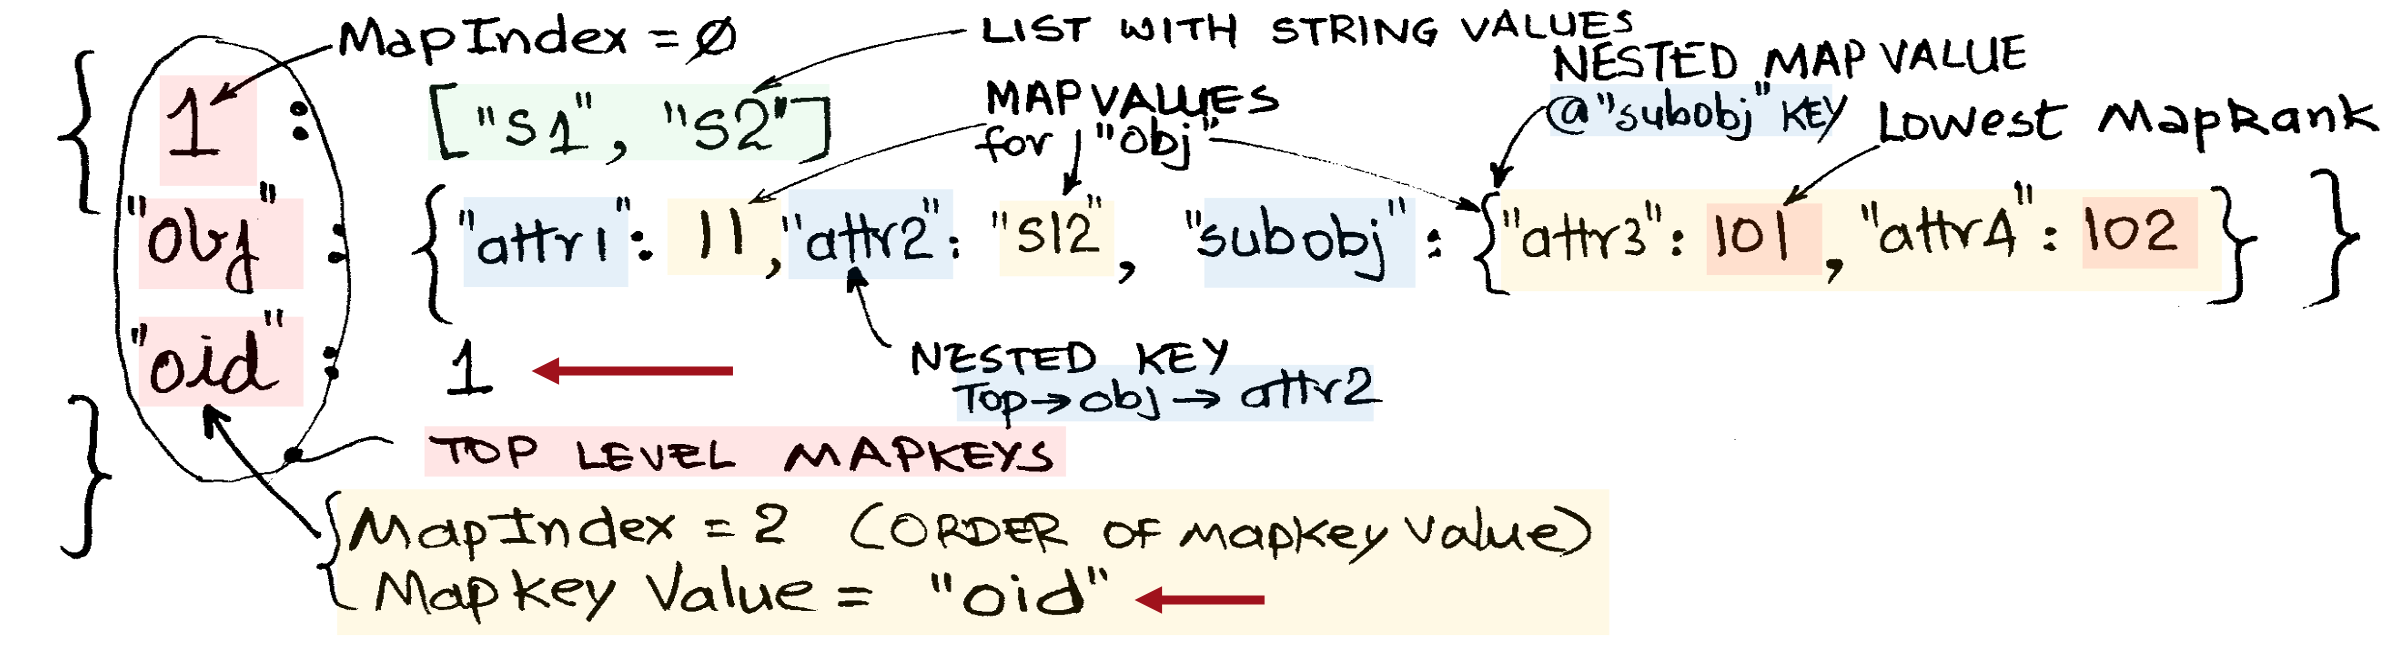 MapIndex = Ø
LIST WITH STRING VALUES
NESTED MAP VALUE
@"subobj" KEY
Lowest MapRank
MAP VALUES
for "obj"
{ 1 : ["S1", "S2"]
"obj" : {"attr1": 11, "attr2": "S12", "subobj": {"attr3": 101, "attr4": 102} }
"oid" : 1
NESTED KEY
Top→obj→attr2
}
TOP LEVEL MAPKEYS
MapIndex = 2 (ORDER OF mapkey value)
Mapkey Value = "oid"